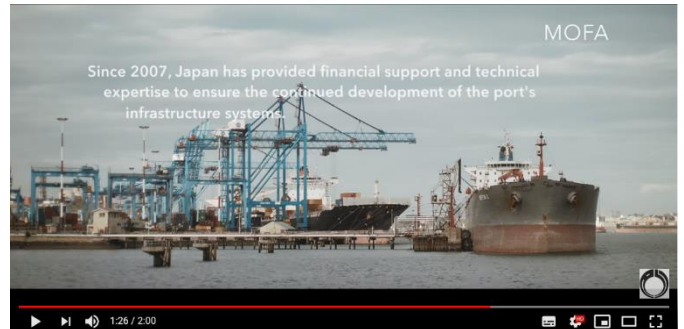 MOFA
Since 2007, Japan has provided financial support and technical
expertise to ensure the continued development of the port's
infrastructure systems.
1:26 / 2:00
HD